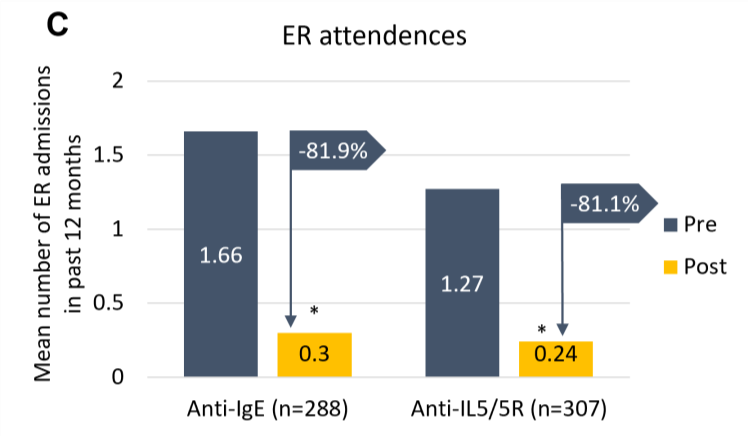 C
ER attendences
Mean number of ER admissions
in past 12 months
2
1.5
1
0.5
0
-81.9%
-81.1%
1.66
1.27
*
*
0.3
0.24
Pre
Post
Anti-IgE (n=288)
Anti-IL5/5R (n=307)